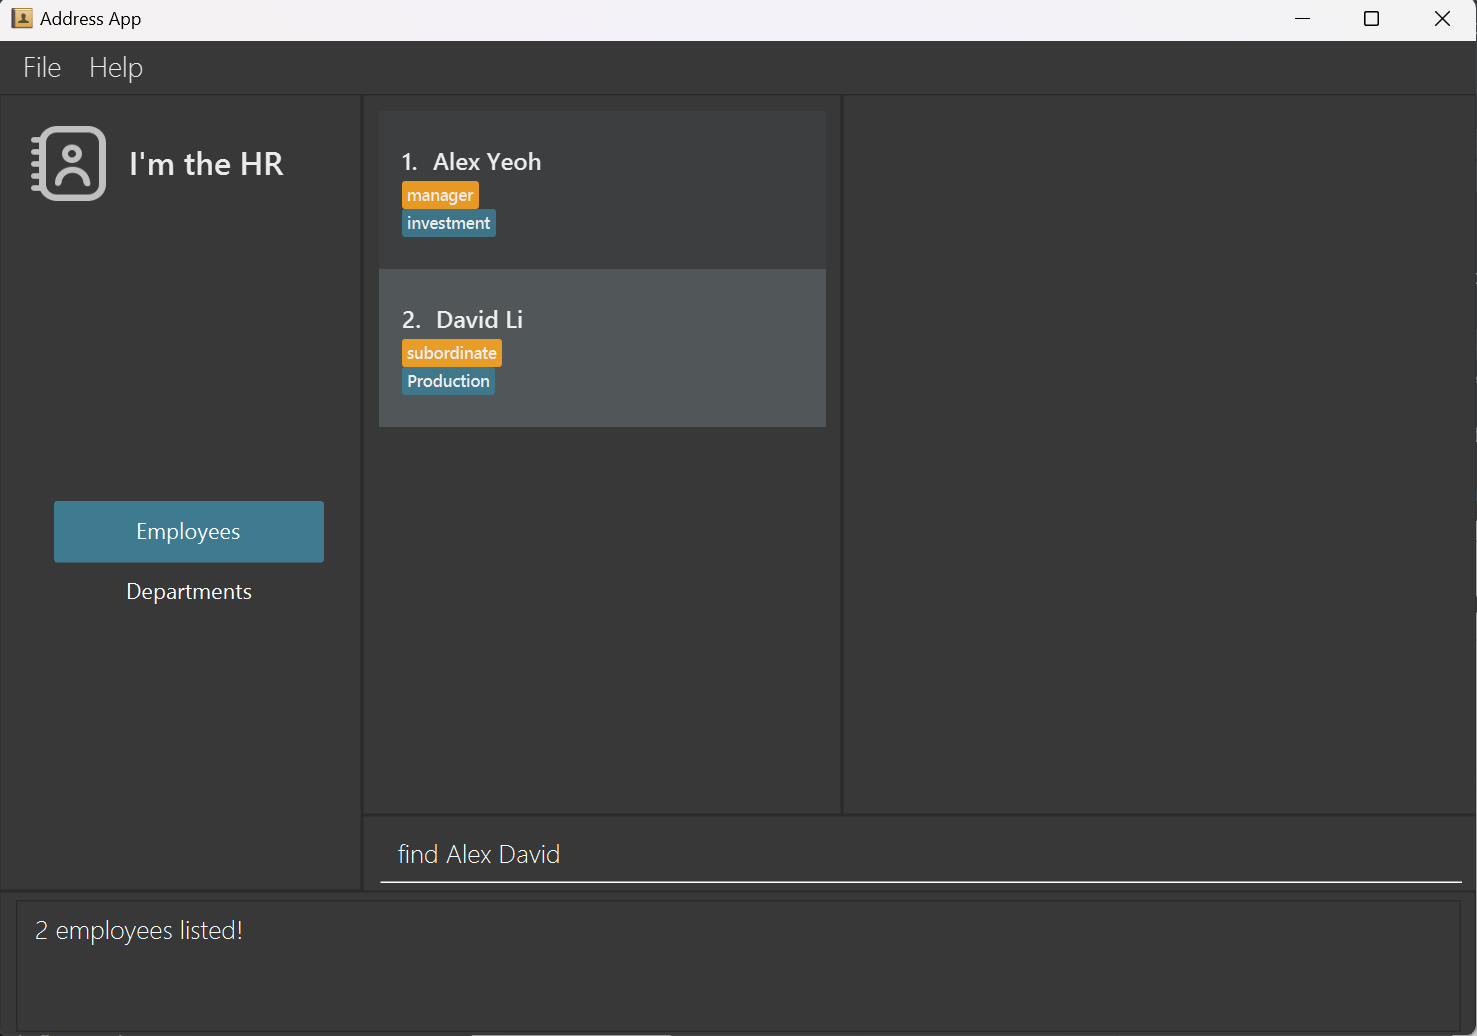 Address App
File Help
I'm the HR
Employees
Departments
1. Alex Yeoh
manager
investment
2. David Li
subordinate
Production
find Alex David
2 employees listed!